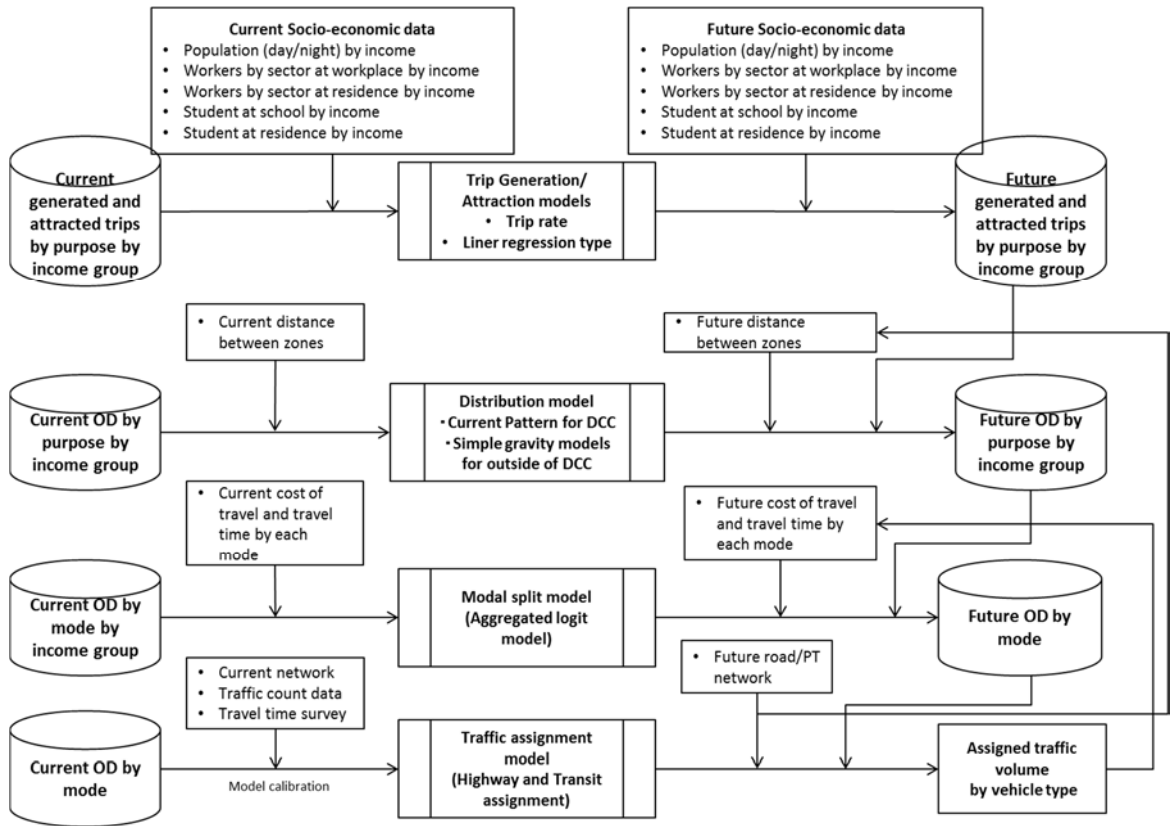 Current Socio-economic data
• Population (day/night) by income
• Workers by sector at workplace by income
• Workers by sector at residence by income
• Student at school by income
• Student at residence by income
Future Socio-economic data
• Population (day/night) by income
• Workers by sector at workplace by income
• Workers by sector at residence by income
• Student at school by income
• Student at residence by income
Current
generated and
attracted trips
by purpose by
income group
Trip Generation/
Attraction models
• Trip rate
• Liner regression type
Future
generated and
attracted trips
by purpose by
income group
• Current distance
between zones
• Future distance
between zones
Current OD by
purpose by
income group
Distribution model
・Current Pattern for DCC
・Simple gravity models
for outside of DCC
Future OD by
purpose by
income group
• Current cost of
travel and travel
time by each
mode
• Future cost of travel
and travel time by
each mode
Current OD by
mode by
income group
Modal split model
(Aggregated logit
model)
Future OD by
mode
• Current network
• Traffic count data
• Travel time survey
• Future road/PT
network
Current OD by
mode
Model calibration
Traffic assignment
model
(Highway and Transit
assignment)
Assigned traffic
volume
by vehicle type